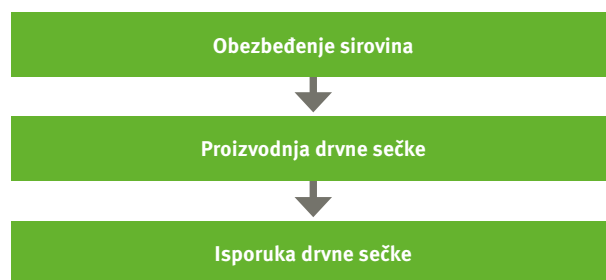 Obezbeđenje sirovina
Proizvodnja drvne sečke
Isporuka drvne sečke